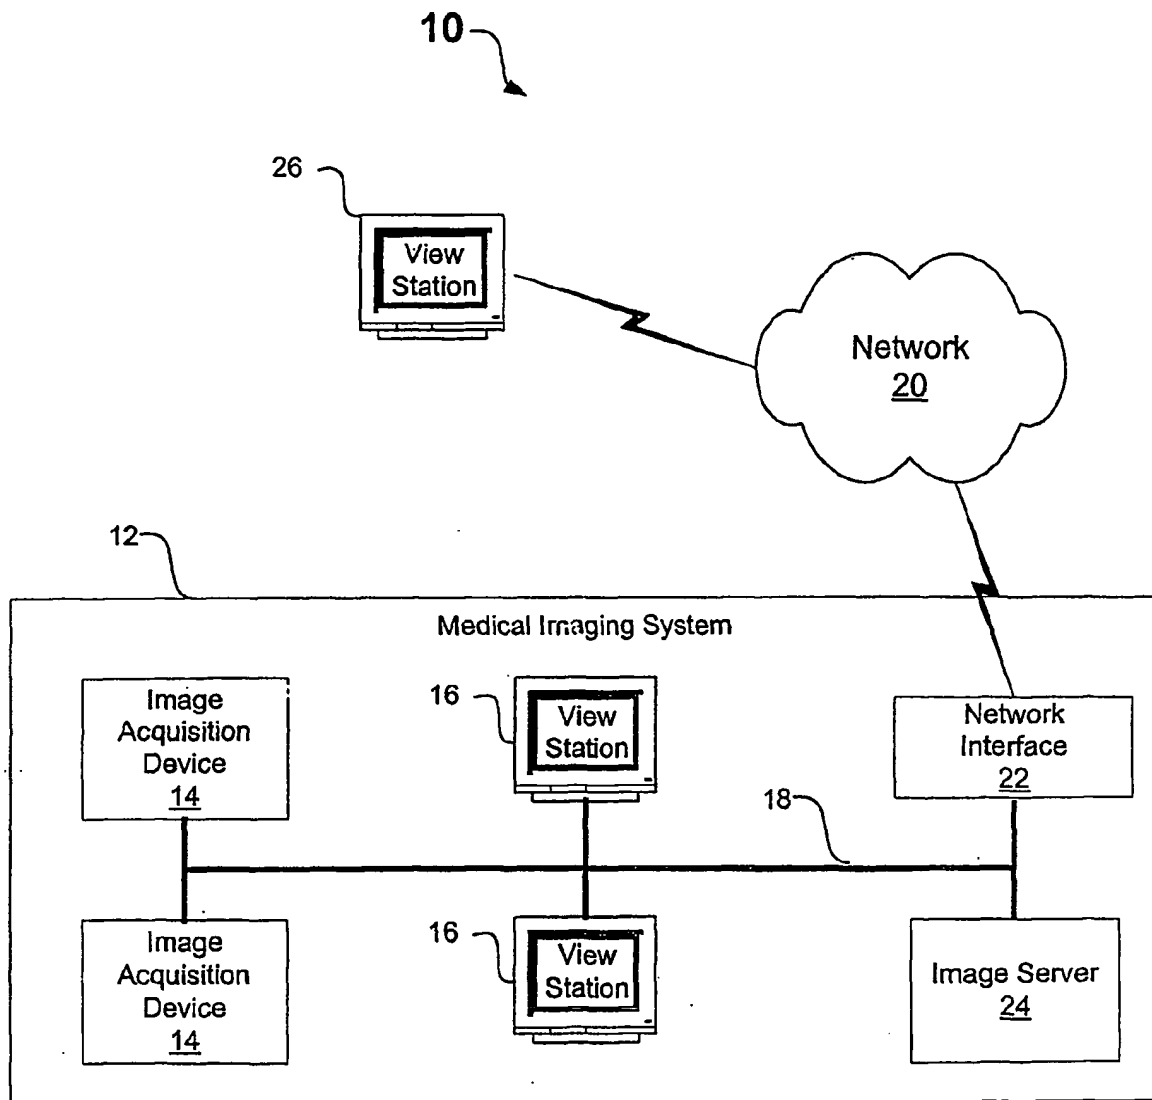 10
26
View
Station
Network
20
12
Medical Imaging System
Image
Acquisition
Device
14
16
View
Station
Network
Interface
22
18
Image
Acquisition
Device
14
16
View
Station
Image Server
24